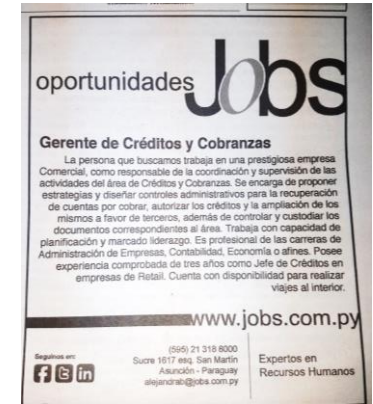 oportunidades Jobs
Gerente de Créditos y Cobranzas
La persona que buscamos trabaja en una prestigiosa empresa
Comercial, como responsable de la coordinación y supervisión de las
actividades del área de Créditos y Cobranzas. Se encarga de proponer
estrategias y diseñar controles administrativos para la recuperación
de cuentas por cobrar, autorizar los créditos y la ampliación de los
mismos a favor de terceros, además de controlar y custodiar los
documentos correspondientes al área. Trabaja con capacidad de
planificación y marcado liderazgo. Es profesional de las carreras de
Administración de Empresas, Contabilidad, Economía o afines. Posee
experiencia comprobada de tres años como Jefe de Créditos en
empresas de Retail. Cuenta con disponibilidad para realizar
viajes al interior.
www.jobs.com.py
Seguinos en:
(595) 21 318 8000
Sucre 1617 esq. San Martín
Asunción - Paraguay
alejandrab@jobs.com.py
Expertos en
Recursos Humanos